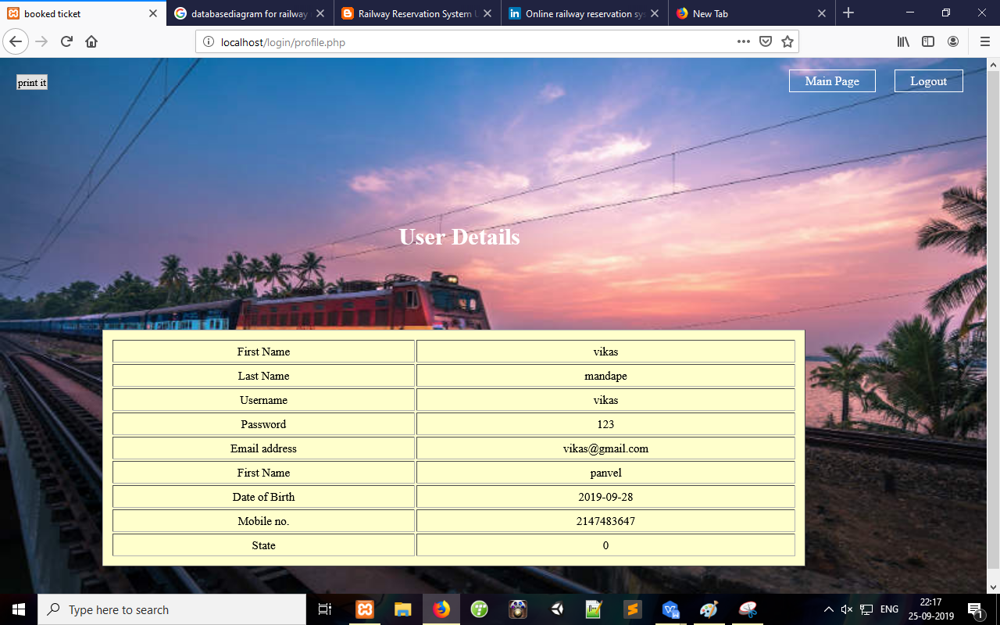 booked ticket
databasediagram for railway
Railway Reservation System U
Online railway reservation sys
New Tab
localhost/login/profile.php
print it
Main Page
Logout
User Details
First Name vikas
Last Name mandape
Username vikas
Password 123
Email address vikas@gmail.com
First Name panvel
Date of Birth 2019-09-28
Mobile no. 2147483647
State 0
Type here to search
ENG
22:17
25-09-2019
1